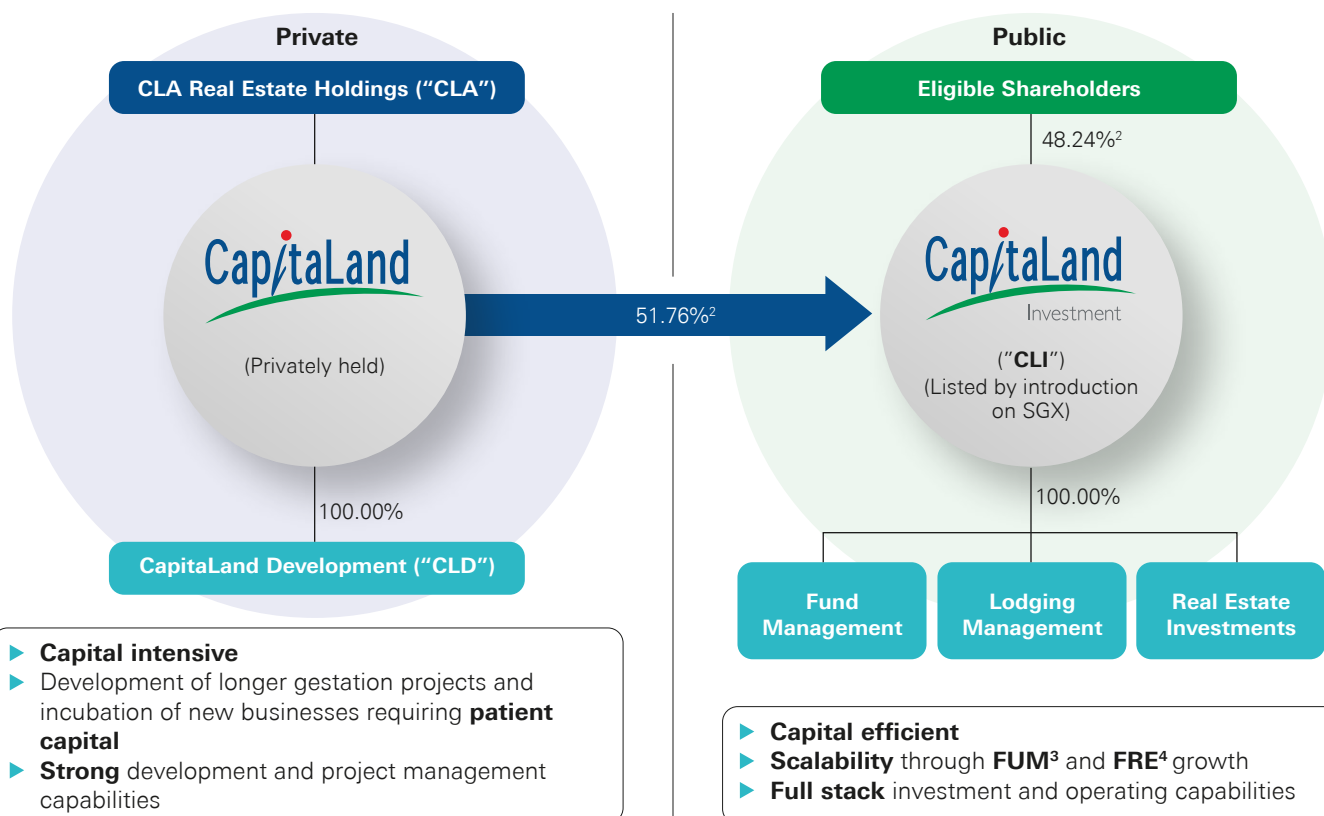 Private
CLA Real Estate Holdings (“CLA”)
CapitaLand
(Privately held)
100.00%
CapitaLand Development (“CLD”)
▶ Capital intensive
▶ Development of longer gestation projects and
incubation of new businesses requiring patient
capital
▶ Strong development and project management
capabilities
51.76%²
Public
Eligible Shareholders
48.24%²
CapitaLand
Investment
(”CLI”)
(Listed by introduction
on SGX)
100.00%
Fund
Management
Lodging
Management
Real Estate
Investments
▶ Capital efficient
▶ Scalability through FUM³ and FRE⁴ growth
▶ Full stack investment and operating capabilities